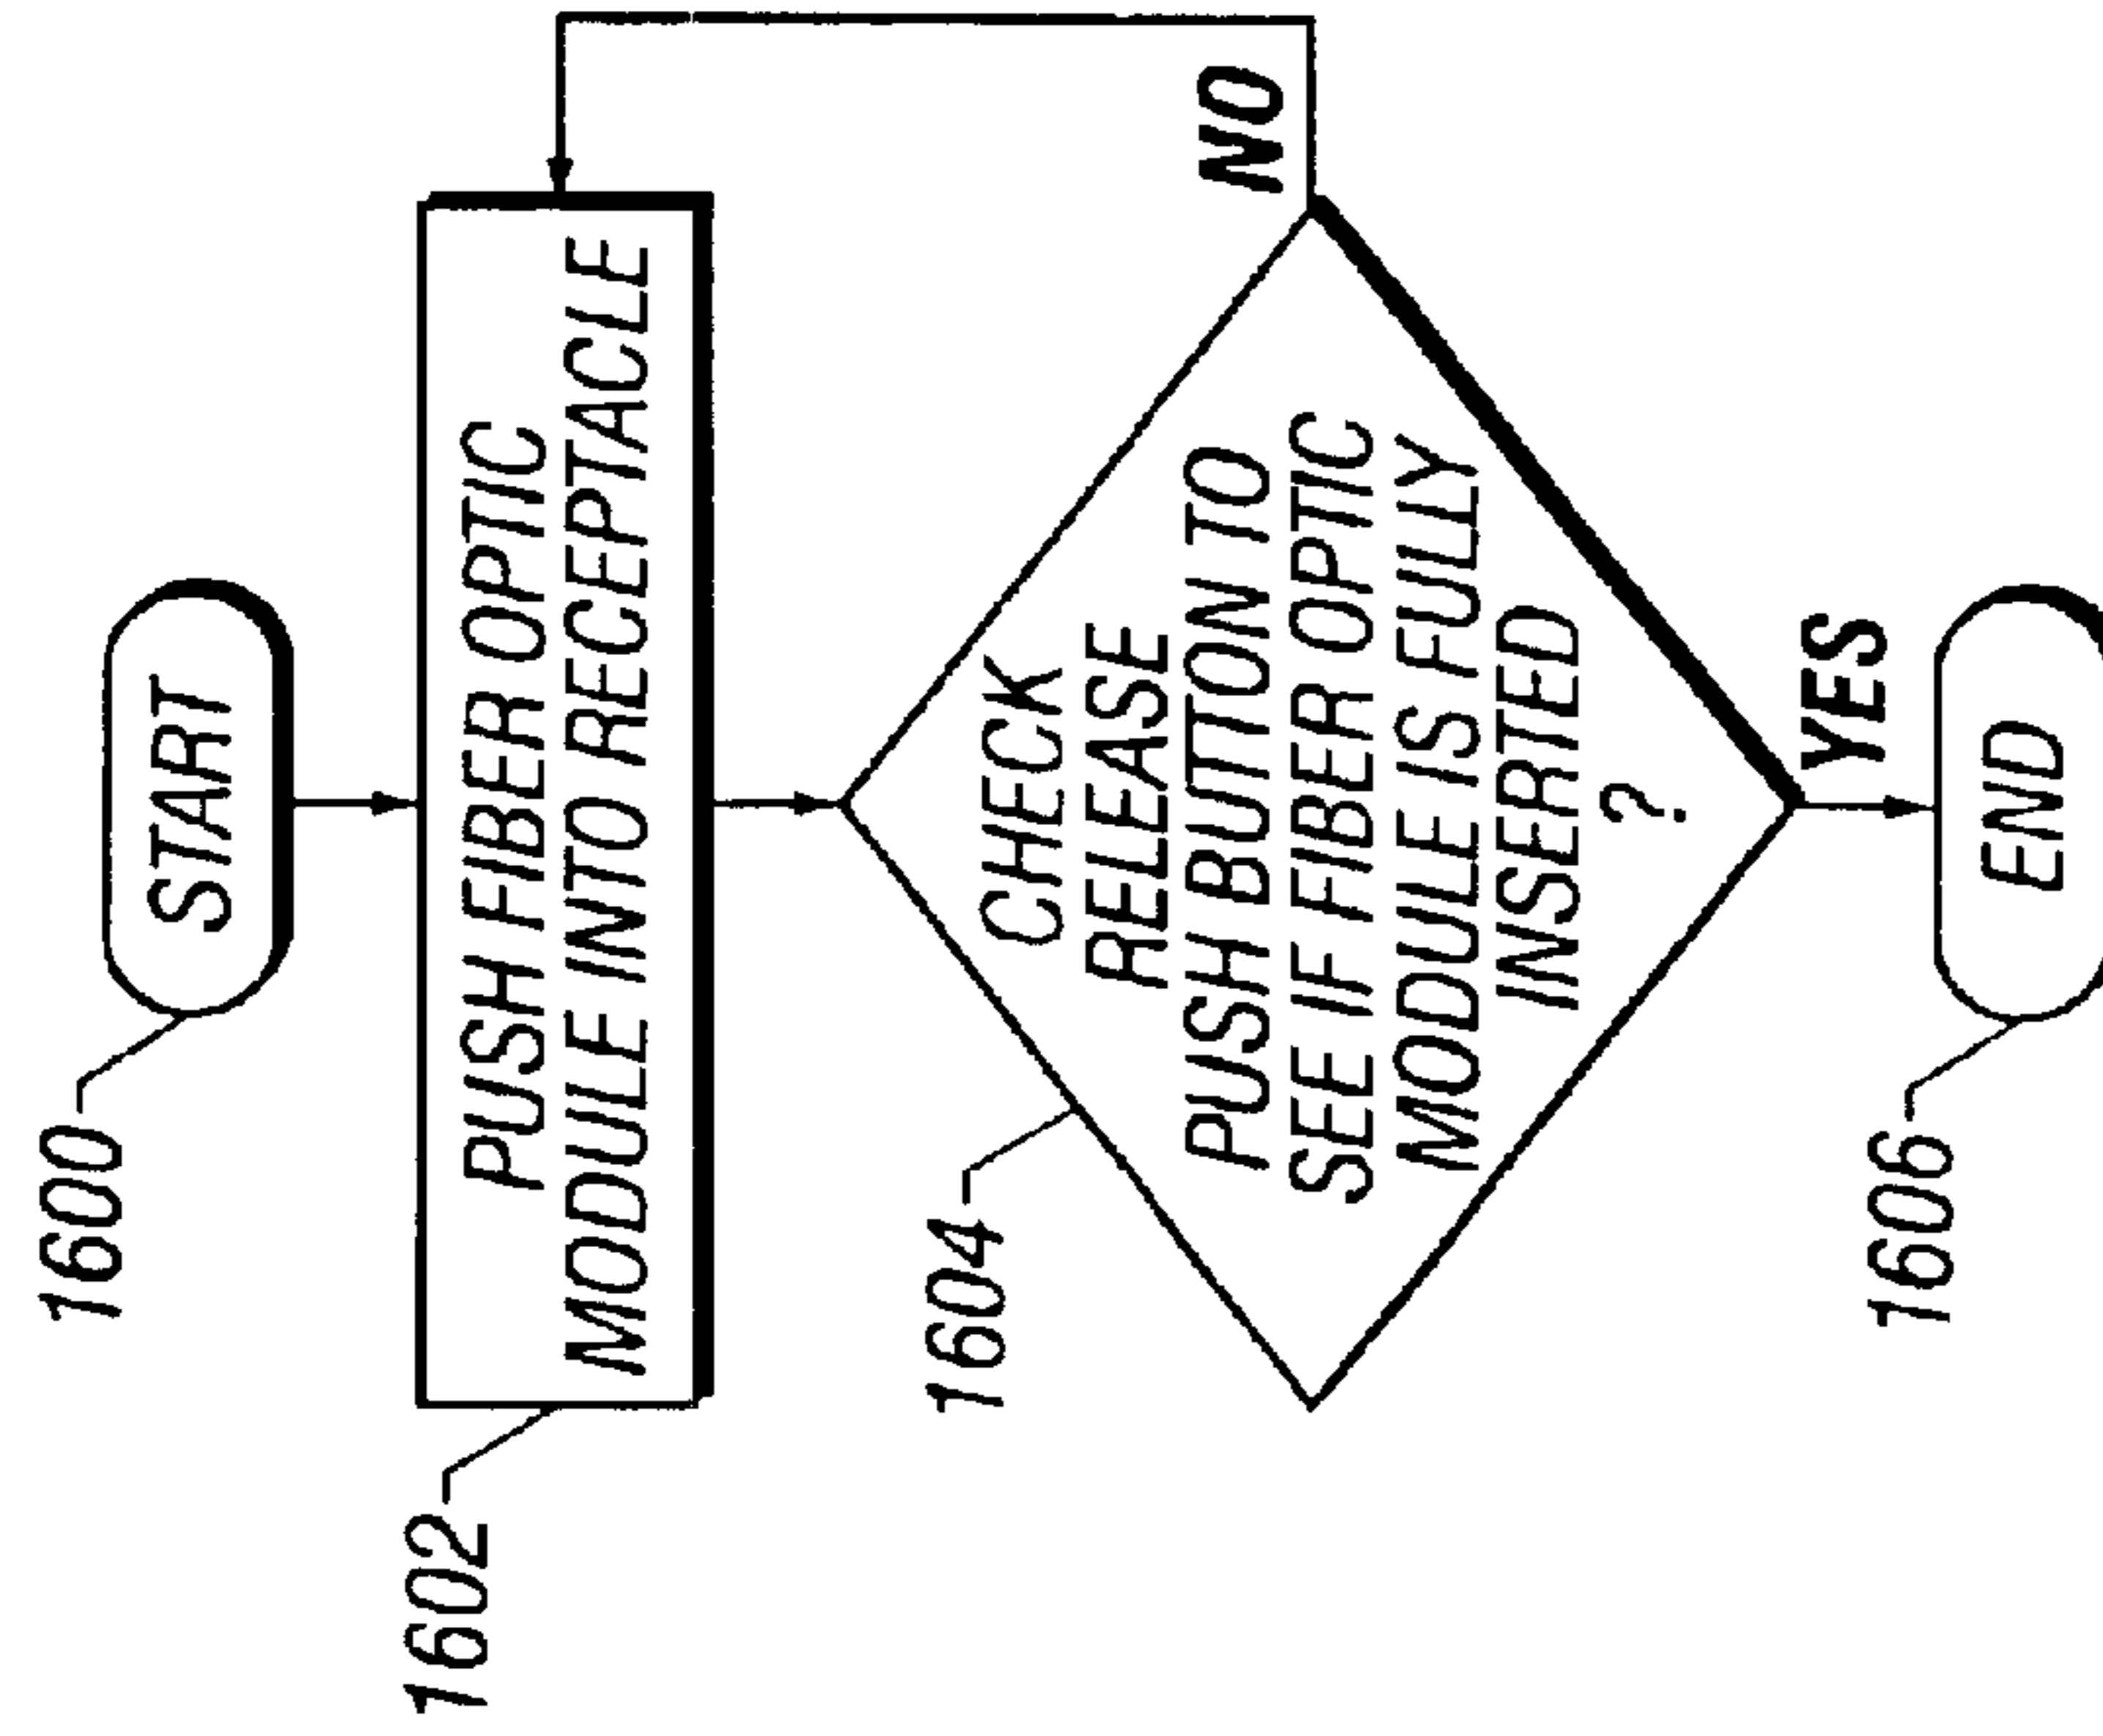 1600
START
1602
PUSH FIBER OPTIC
MODULE INTO RECEPTACLE
1604
CHECK
RELEASE
PUSH BUTTON TO
SEE IF FIBER OPTIC
MODULE IS FULLY
INSERTED
?
NO
YES
1606
END